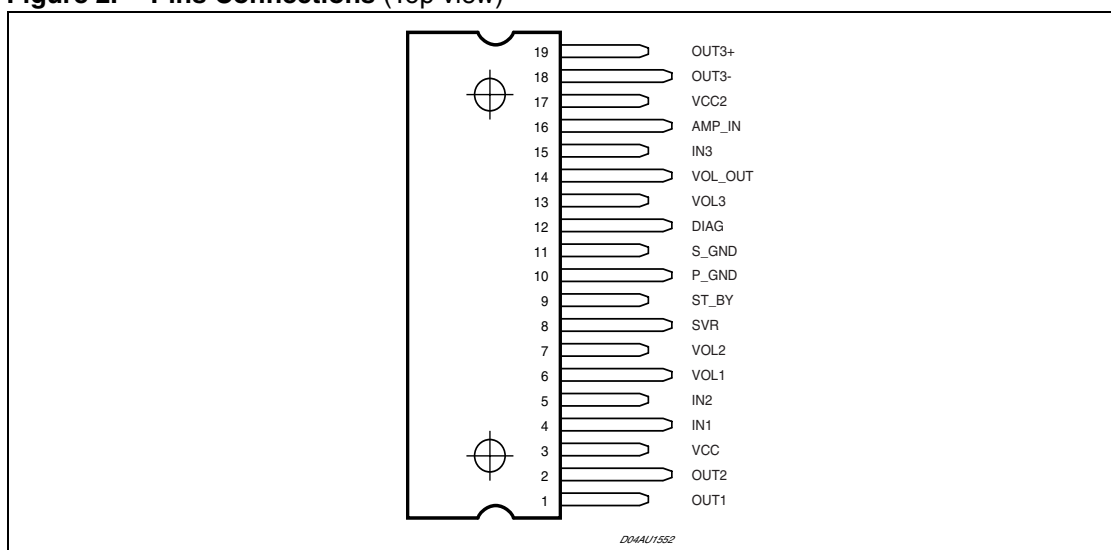 Figure 2. Pins Connections (Top view)
19 OUT3+
18 OUT3-
17 VCC2
16 AMP_IN
15 IN3
14 VOL_OUT
13 VOL3
12 DIAG
11 S_GND
10 P_GND
9 ST_BY
8 SVR
7 VOL2
6 VOL1
5 IN2
4 IN1
3 VCC
2 OUT2
1 OUT1
D04AU1552